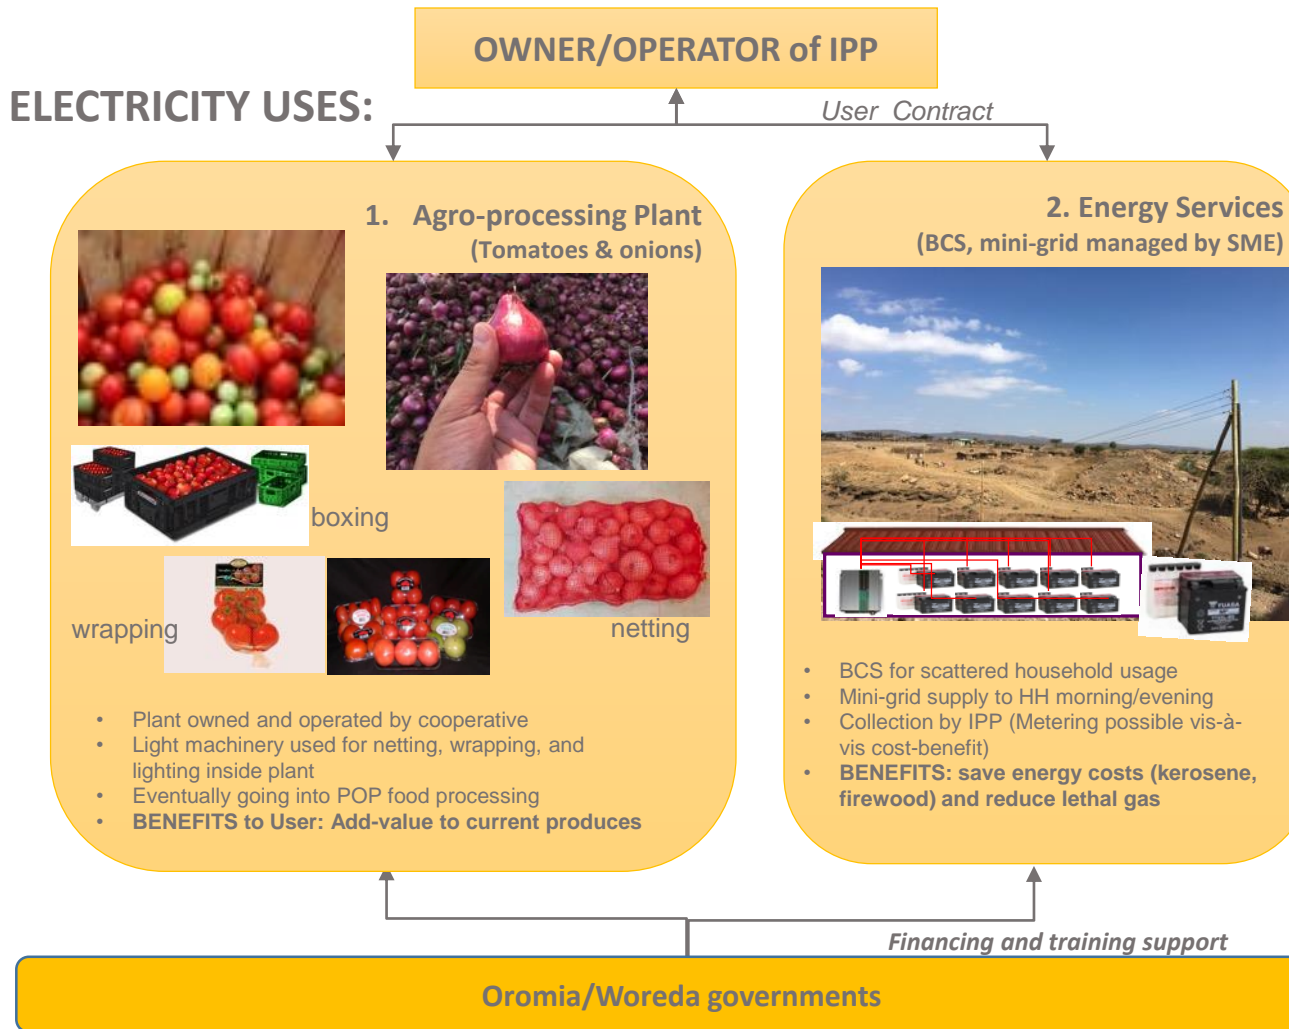 OWNER/OPERATOR of IPP
ELECTRICITY USES:
User Contract
1. Agro-processing Plant
(Tomatoes & onions)
boxing
wrapping
netting
• Plant owned and operated by cooperative
• Light machinery used for netting, wrapping, and
lighting inside plant
• Eventually going into POP food processing
• BENEFITS to User: Add-value to current produces
2. Energy Services
(BCS, mini-grid managed by SME)
YUASA
• BCS for scattered household usage
• Mini-grid supply to HH morning/evening
• Collection by IPP (Metering possible vis-à-
vis cost-benefit)
• BENEFITS: save energy costs (kerosene,
firewood) and reduce lethal gas
Financing and training support
Oromia/Woreda governments